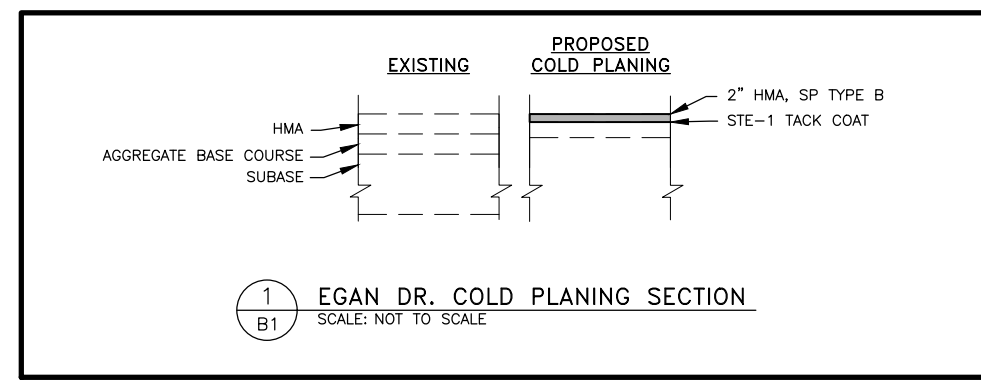 EXISTING
PROPOSED
COLD PLANING
HMA
AGGREGATE BASE COURSE
SUBASE
2" HMA, SP TYPE B
STE-1 TACK COAT
1
B1
EGAN DR. COLD PLANING SECTION
SCALE: NOT TO SCALE